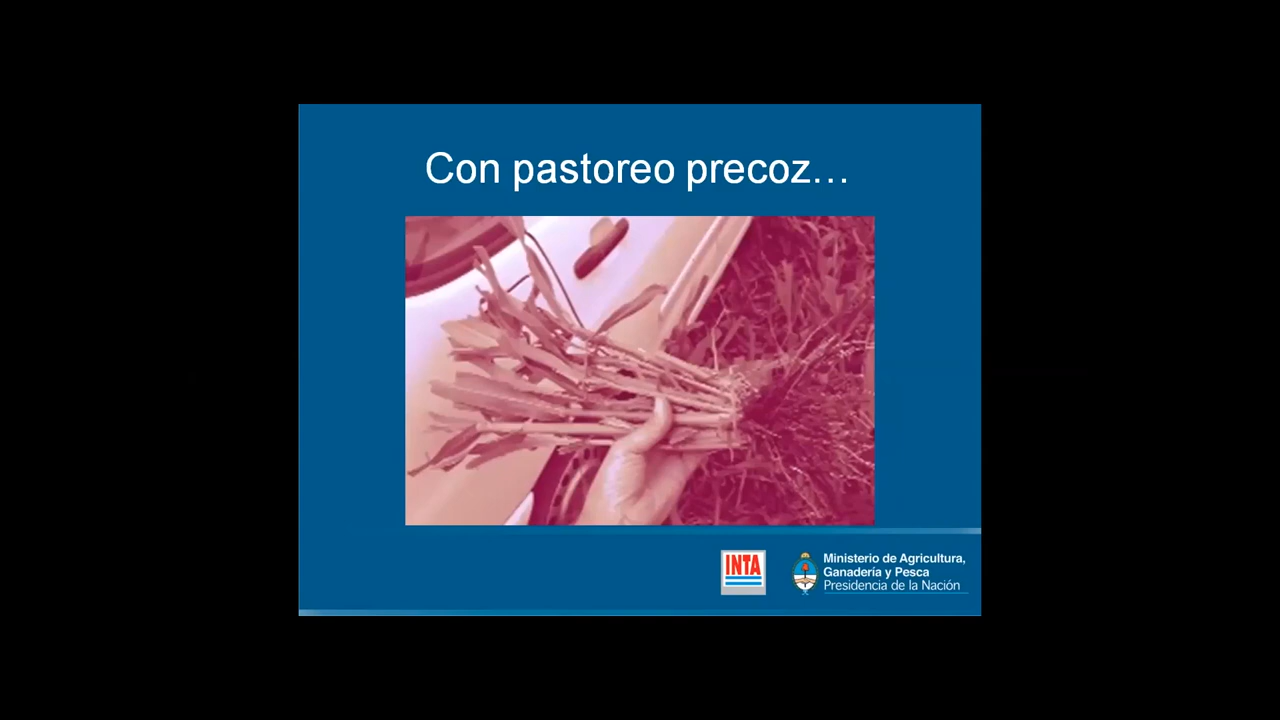 Con pastoreo precoz...
INTA
Ministerio de Agricultura,
Ganadería y Pesca
Presidencia de la Nación